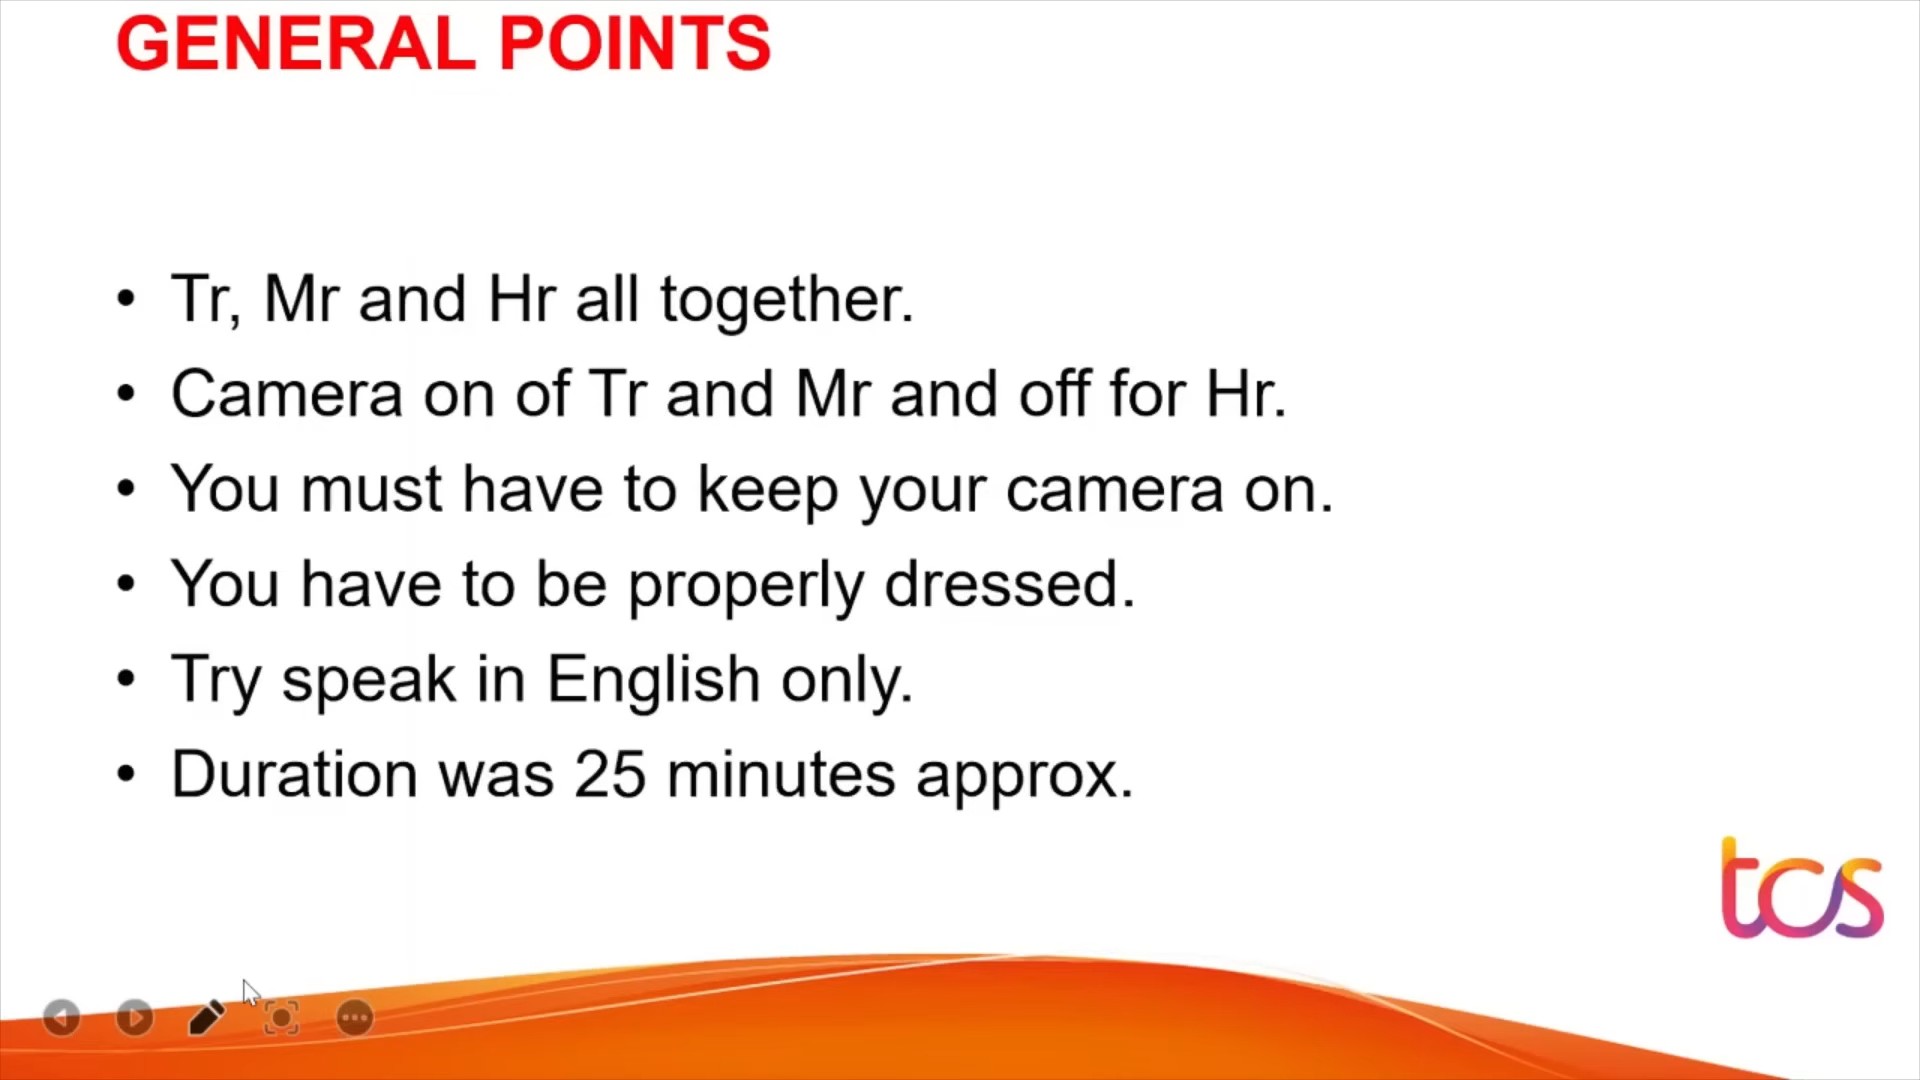 GENERAL POINTS
• Tr, Mr and Hr all together.
• Camera on of Tr and Mr and off for Hr.
• You must have to keep your camera on.
• You have to be properly dressed.
• Try speak in English only.
• Duration was 25 minutes approx.
tcs